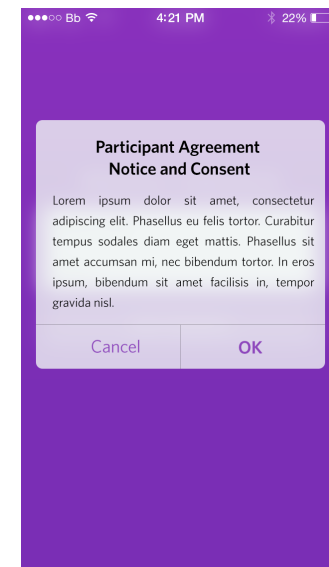 Bb 4:21 PM 22%
Participant Agreement
Notice and Consent
Lorem ipsum dolor sit amet, consectetur
adipiscing elit. Phasellus eu felis tortor. Curabitur
tempus sodales diam eget mattis. Phasellus sit
amet accumsan mi, nec bibendum tortor. In eros
ipsum, bibendum sit amet facilisis in, tempor
gravida nisl.
Cancel OK